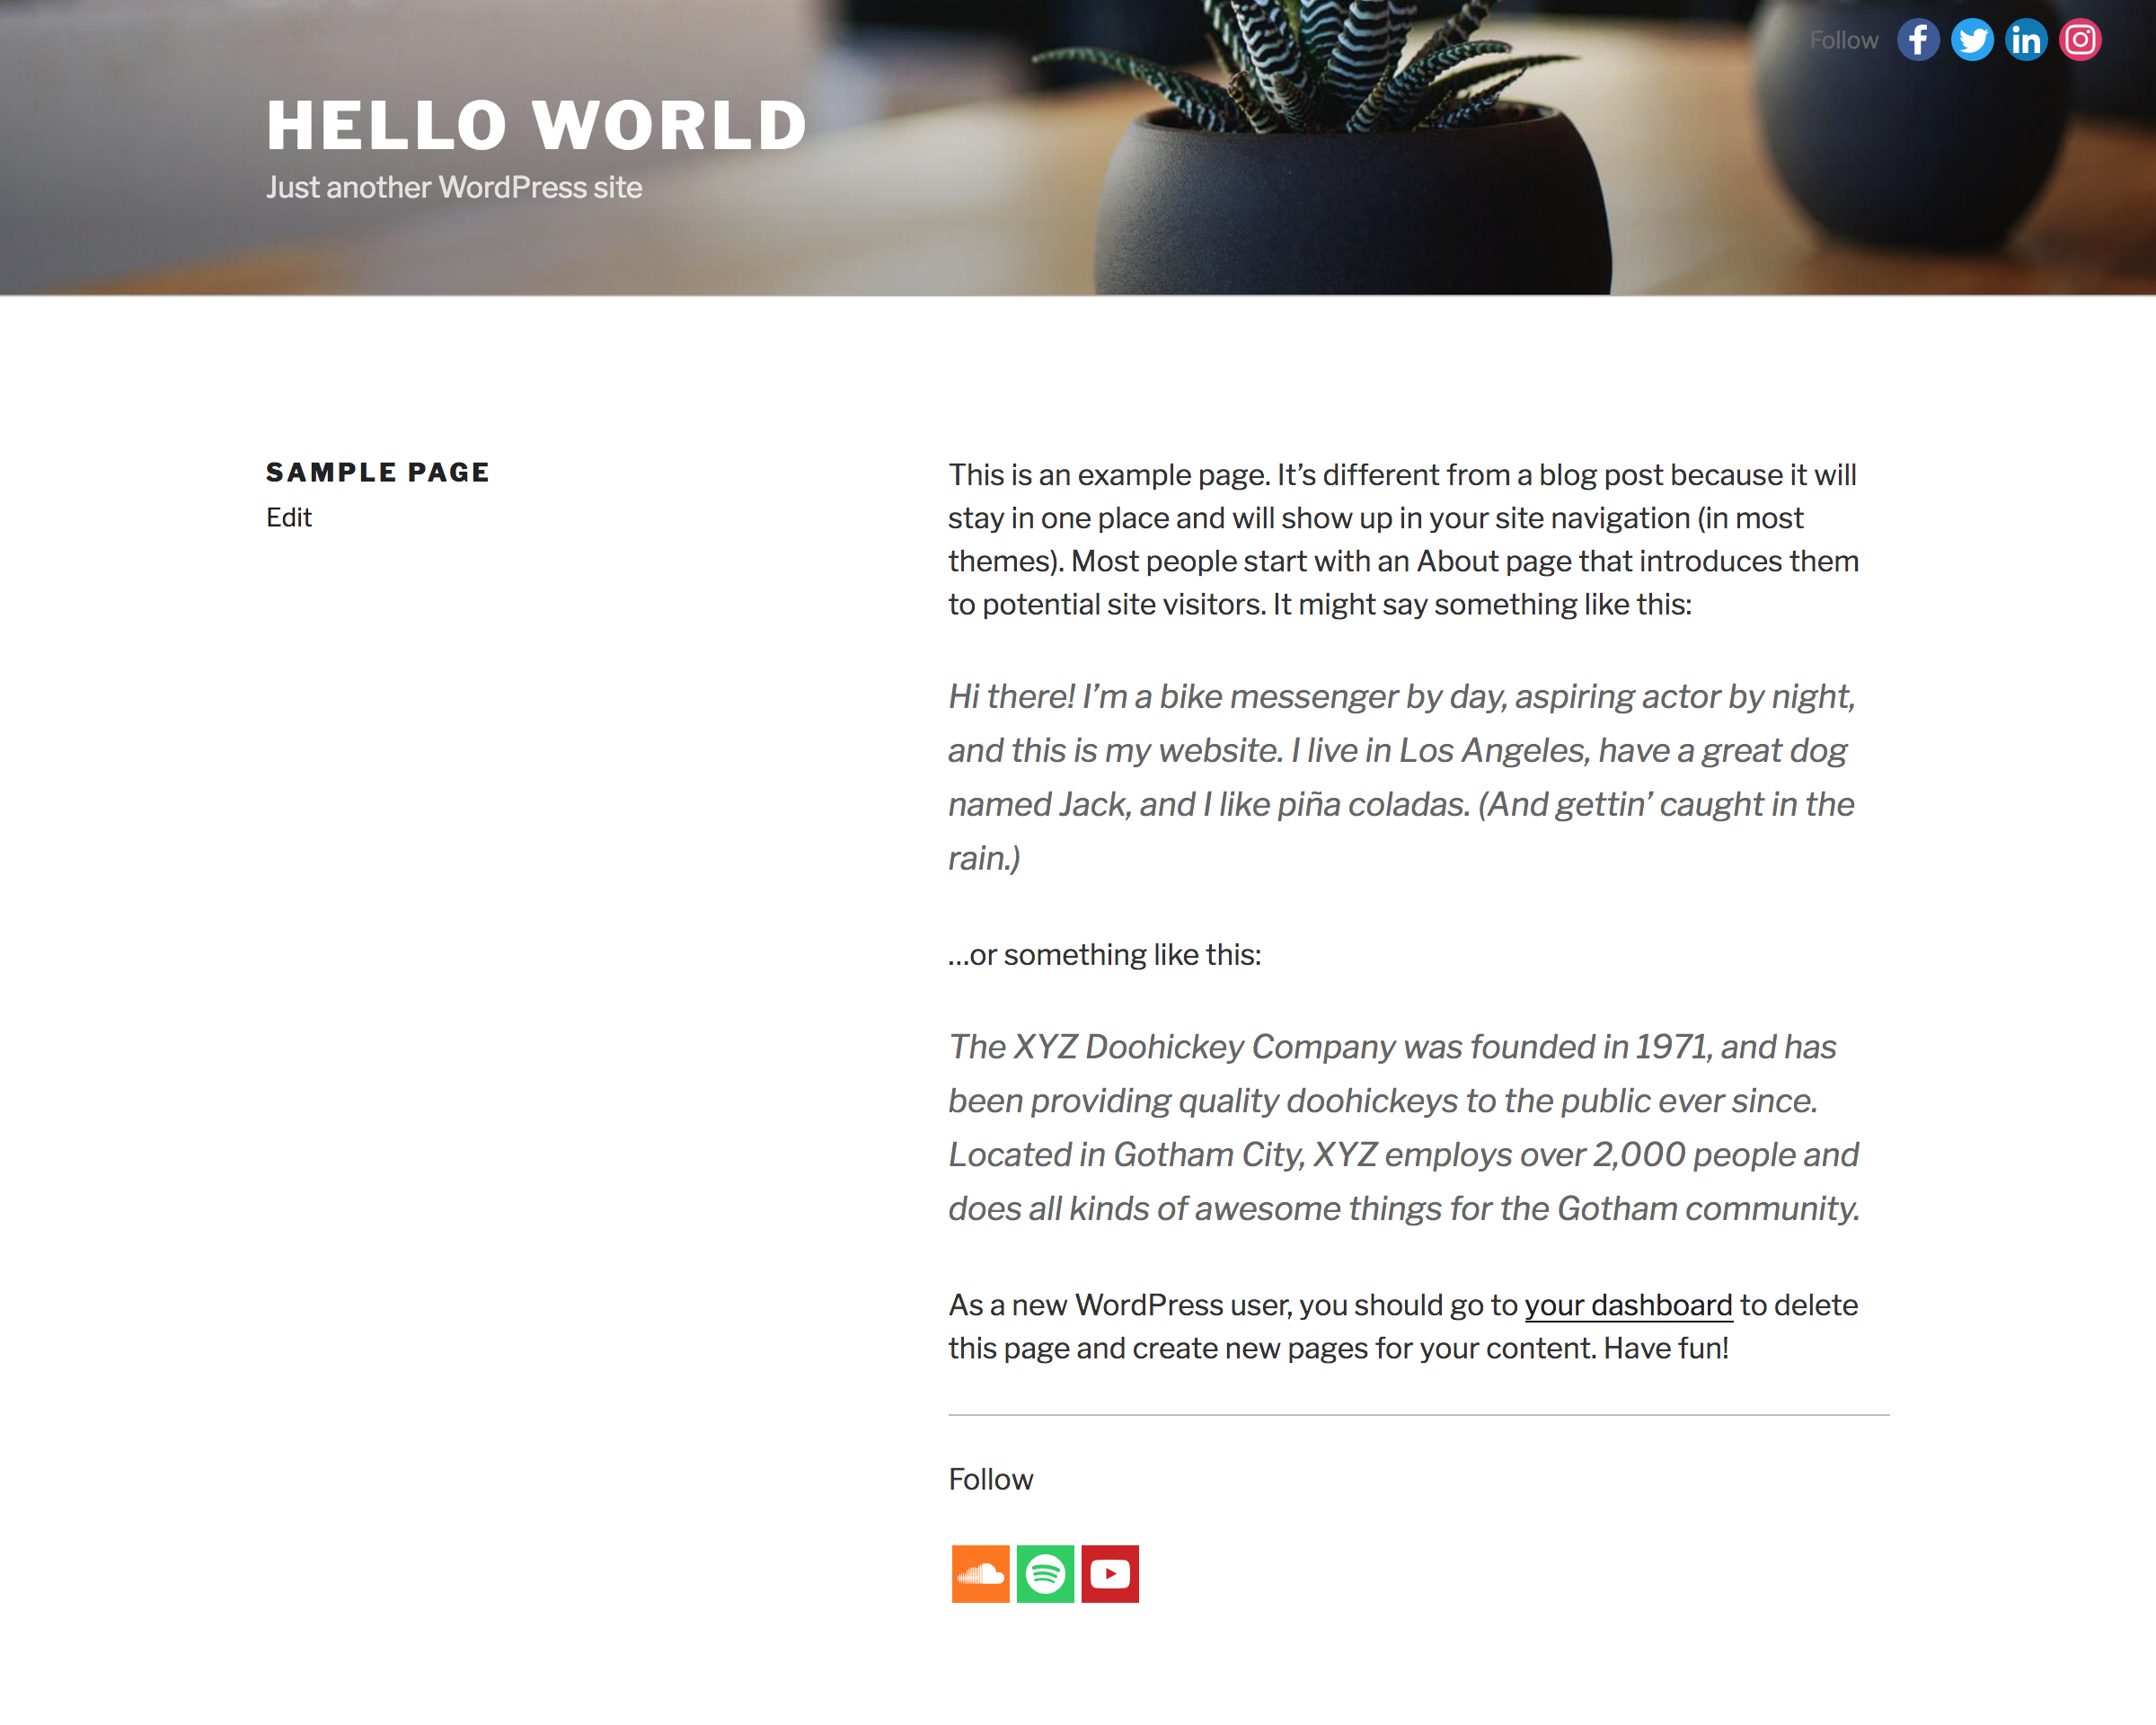 Follow
HELLO WORLD
Just another WordPress site
SAMPLE PAGE
Edit
This is an example page. It’s different from a blog post because it will
stay in one place and will show up in your site navigation (in most
themes). Most people start with an About page that introduces them
to potential site visitors. It might say something like this:
Hi there! I’m a bike messenger by day, aspiring actor by night,
and this is my website. I live in Los Angeles, have a great dog
named Jack, and I like piña coladas. (And gettin’ caught in the
rain.)
…or something like this:
The XYZ Doohickey Company was founded in 1971, and has
been providing quality doohickeys to the public ever since.
Located in Gotham City, XYZ employs over 2,000 people and
does all kinds of awesome things for the Gotham community.
As a new WordPress user, you should go to your dashboard to delete
this page and create new pages for your content. Have fun!
Follow